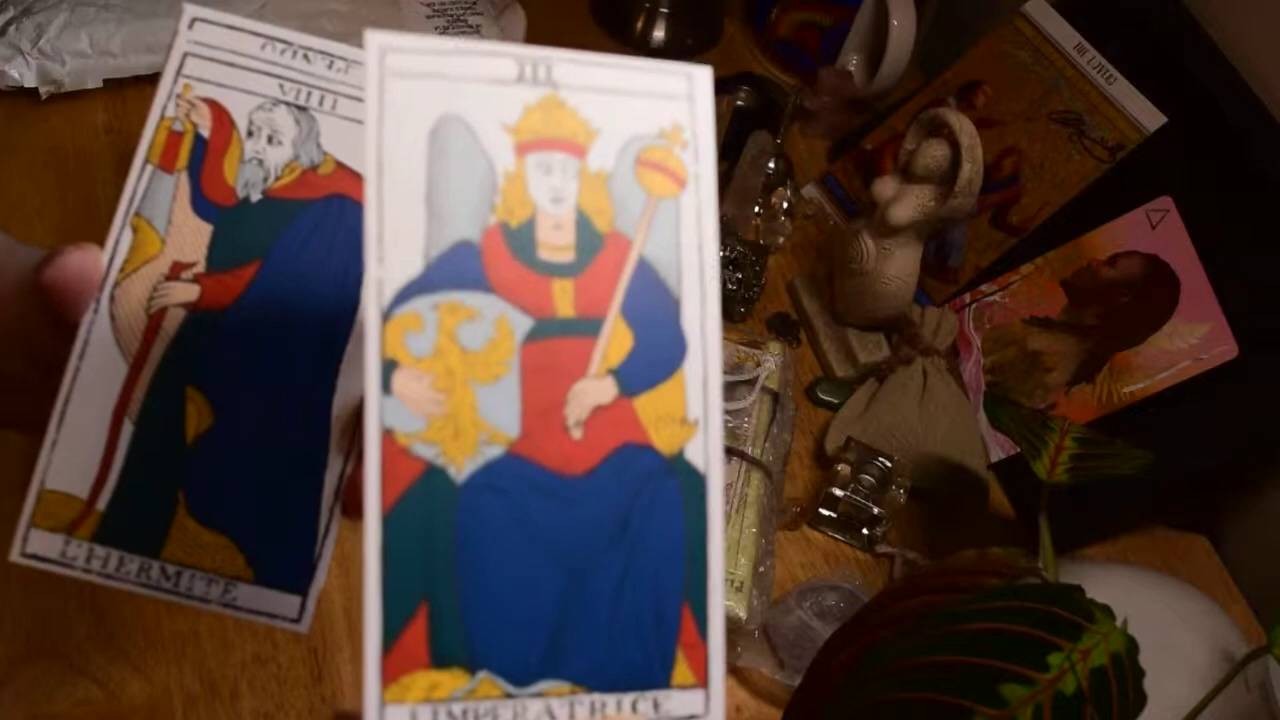 VIIII
L'HERMITE
III
L'IMPERATRICE
THE LOVERS